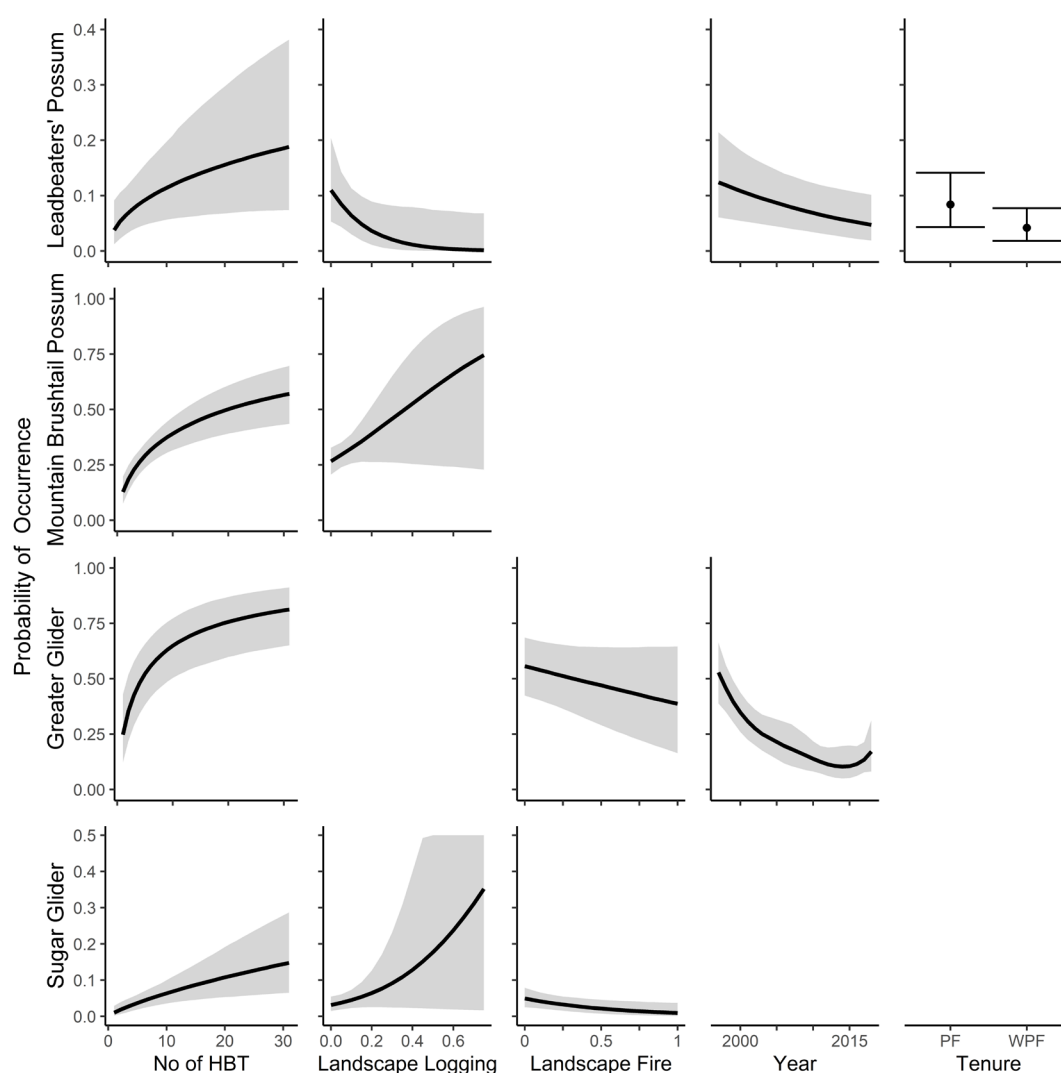 Probability of Occurrence
Leadbeaters' Possum
0.4
0.3
0.2
0.1
0.0
Mountain Brushtail Possum
1.00
0.75
0.50
0.25
0.00
Greater Glider
1.00
0.75
0.50
0.25
0.00
Sugar Glider
0.5
0.4
0.3
0.2
0.1
0.0
0 10 20 30
0.0 0.2 0.4 0.6
0 0.5 1
2000 2015
PF WPF
No of HBT
Landscape Logging
Landscape Fire
Year
Tenure